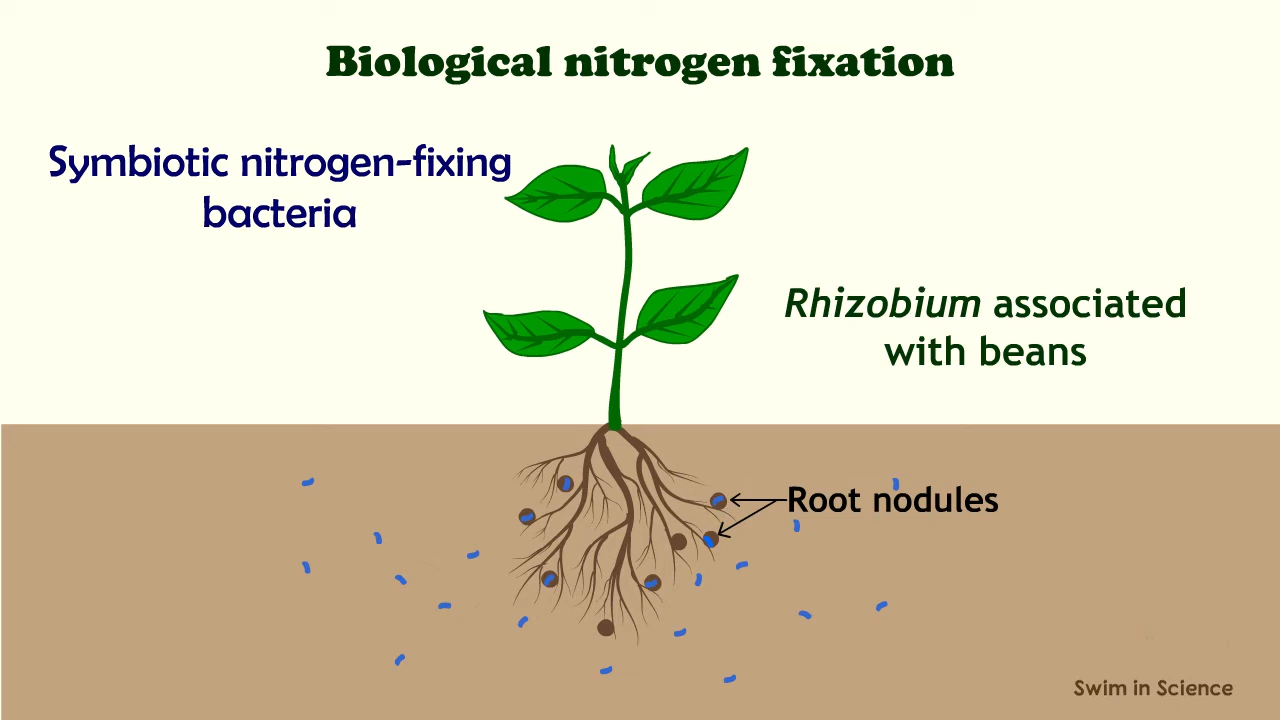 Biological nitrogen fixation
Symbiotic nitrogen-fixing
bacteria
Rhizobium associated
with beans
Root nodules
Swim in Science